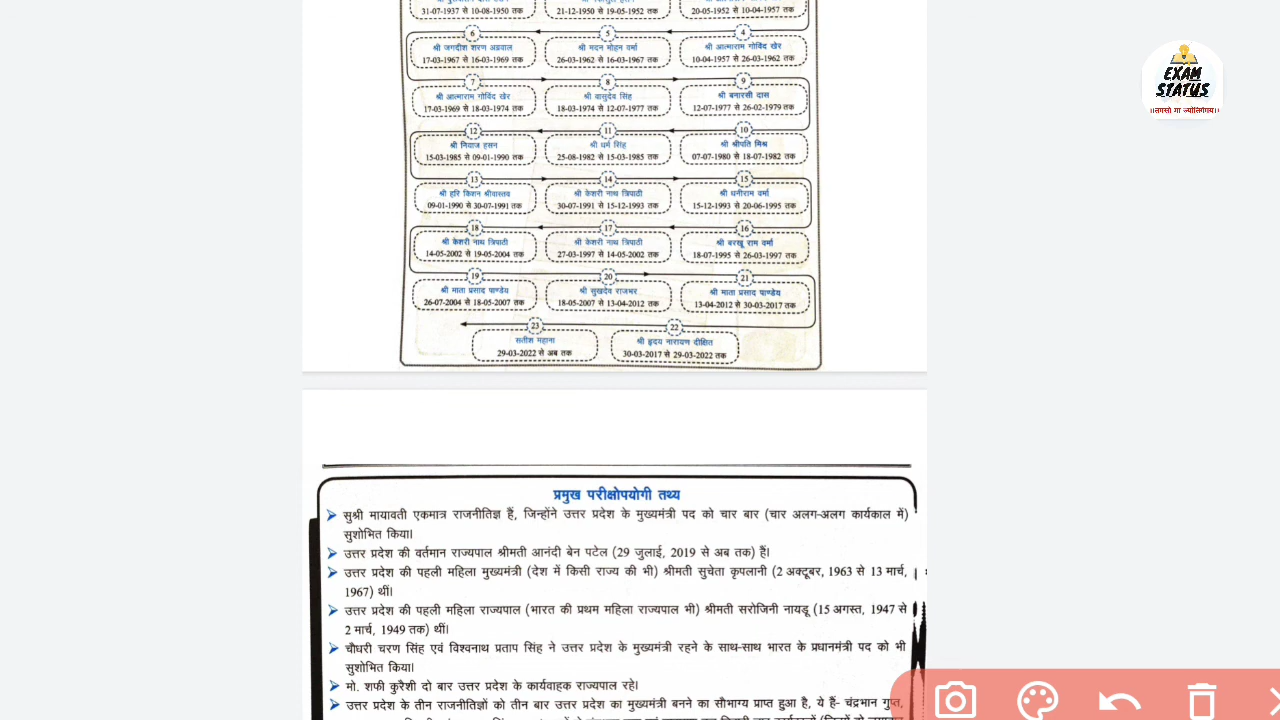 31-07-1937 से 10-08-1950 तक
21-12-1950 से 19-05-1952 तक
20-05-1952 से 10-04-1957 तक
6
5
4
श्री जगदीश शरण अग्रवाल
श्री मदन मोहन वर्मा
श्री आत्माराम गोविंद खेर
17-03-1967 से 16-03-1969 तक
26-03-1962 से 16-03-1967 तक
10-04-1957 से 26-03-1962 तक
7
8
9
श्री आत्माराम गोविंद खेर
श्री वासुदेव सिंह
श्री बनारसी दास
17-03-1969 से 18-03-1974 तक
18-03-1974 से 12-07-1977 तक
12-07-1977 से 26-02-1979 तक
12
11
10
श्री नियाज हसन
श्री धर्म सिंह
श्री श्रीपति मिश्र
15-03-1985 से 09-01-1990 तक
25-08-1982 से 15-03-1985 तक
07-07-1980 से 18-07-1982 तक
13
14
15
श्री हरि किशन श्रीवास्तव
श्री केशरी नाथ त्रिपाठी
श्री धनीराम वर्मा
09-01-1990 से 30-07-1991 तक
30-07-1991 से 15-12-1993 तक
15-12-1993 से 20-06-1995 तक
18
17
16
श्री केशरी नाथ त्रिपाठी
श्री केशरी नाथ त्रिपाठी
श्री बरखू राम वर्मा
14-05-2002 से 19-05-2004 तक
27-03-1997 से 14-05-2002 तक
18-07-1995 से 26-03-1997 तक
19
20
21
श्री माता प्रसाद पाण्डेय
श्री सुखदेव राजभर
श्री माता प्रसाद पाण्डेय
26-07-2004 से 18-05-2007 तक
18-05-2007 से 13-04-2012 तक
13-04-2012 से 30-03-2017 तक
23
22
सतीश महाना
श्री हृदय नारायण दीक्षित
29-03-2022 से अब तक
30-03-2017 से 29-03-2022 तक
EXAM
STATUS
।।तमसो मा ज्योतिर्गमय।।
प्रमुख परीक्षोपयोगी तथ्य
सुश्री मायावती एकमात्र राजनीतिज्ञ हैं, जिन्होंने उत्तर प्रदेश के मुख्यमंत्री पद को चार बार (चार अलग-अलग कार्यकाल में)
सुशोभित किया।
उत्तर प्रदेश की वर्तमान राज्यपाल श्रीमती आनंदी बेन पटेल (29 जुलाई, 2019 से अब तक) हैं।
उत्तर प्रदेश की पहली महिला मुख्यमंत्री (देश में किसी राज्य की भी) श्रीमती सुचेता कृपलानी (2 अक्टूबर, 1963 से 13 मार्च,
1967) थीं।
उत्तर प्रदेश की पहली महिला राज्यपाल (भारत की प्रथम महिला राज्यपाल भी) श्रीमती सरोजिनी नायडू (15 अगस्त, 1947 से
2 मार्च, 1949 तक) थीं।
चौधरी चरण सिंह एवं विश्वनाथ प्रताप सिंह ने उत्तर प्रदेश के मुख्यमंत्री रहने के साथ-साथ भारत के प्रधानमंत्री पद को भी
सुशोभित किया।
मो. शफी कुरैशी दो बार उत्तर प्रदेश के कार्यवाहक राज्यपाल रहे।
उत्तर प्रदेश के तीन राजनीतिज्ञों को तीन बार उत्तर प्रदेश का मुख्यमंत्री बनने का सौभाग्य प्राप्त हुआ है, ये हैं- चंद्रभान गुप्त,